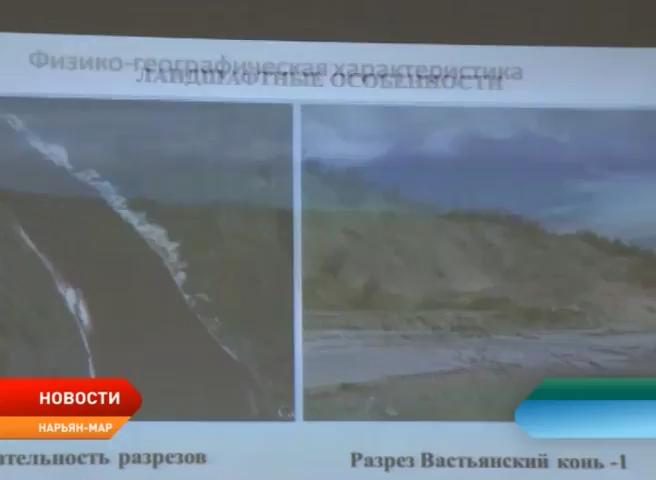 Физико-географическая характеристика
ЛАНДШАФТНЫЕ ОСОБЕННОСТИ
НОВОСТИ
НАРЬЯН-МАР
ательность разрезов
Разрез Вастьянский конь -1